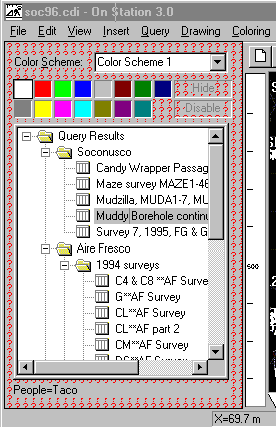 soc96.cdi - On Station 3.0
File Edit View Insert Query Drawing Coloring
Color Scheme: Color Scheme 1
Hide
Disable
Query Results
Soconusco
Candy Wrapper Passag
Maze survey MAZE1-46
Mudzilla, MUDA1-7, MU
Muddy Borehole continu
Survey 7, 1995, FG & G
Aire Fresco
1994 surveys
C4 & C8 **AF Surve
G**AF Survey
CL**AF Survey
CL**AF part 2
CM**AF Survey
500
People=Taco
X=69.7 m